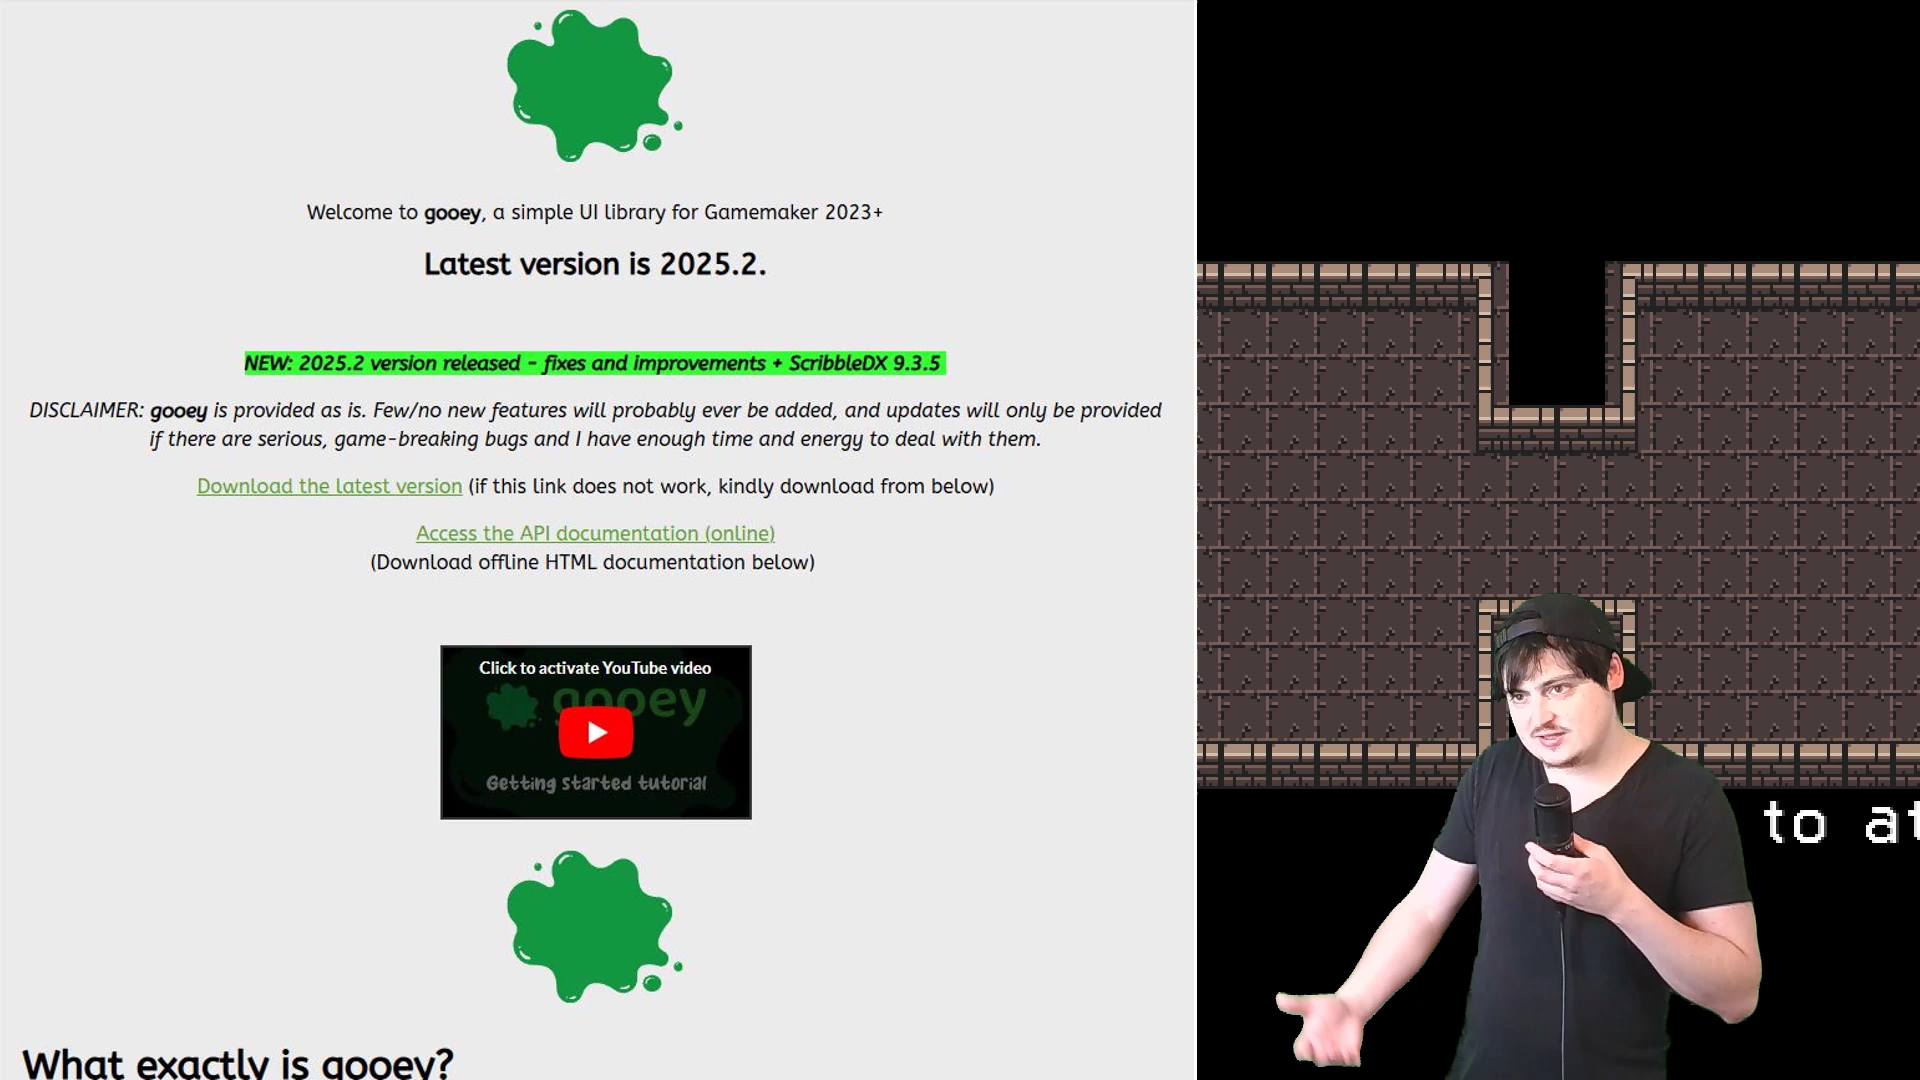 Welcome to gooey, a simple UI library for Gamemaker 2023+
Latest version is 2025.2.
NEW: 2025.2 version released - fixes and improvements + ScribbleDX 9.3.5
DISCLAIMER: gooey is provided as is. Few/no new features will probably ever be added, and updates will only be provided
if there are serious, game-breaking bugs and I have enough time and energy to deal with them.
Download the latest version (if this link does not work, kindly download from below)
Access the API documentation (online)
(Download offline HTML documentation below)
Click to activate YouTube video
gooey
Getting started tutorial
to at
What exactly is gooey?